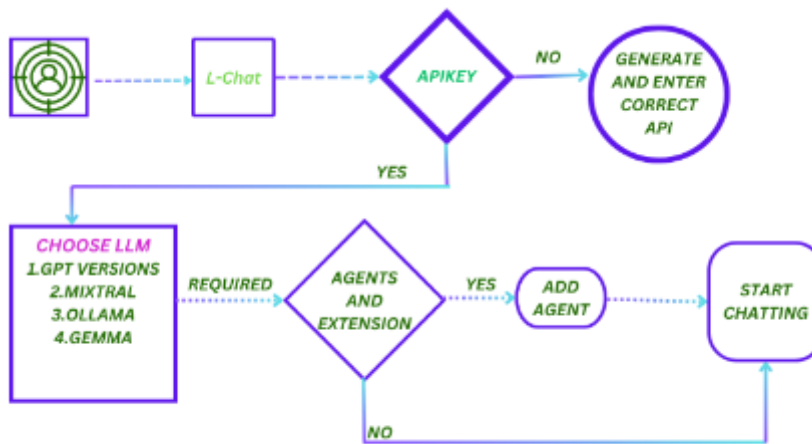 L-Chat
APIKEY
NO
GENERATE
AND ENTER
CORRECT
API
YES
CHOOSE LLM
1.GPT VERSIONS
2.MIXTRAL
3.OLLAMA
4.GEMMA
REQUIRED
AGENTS
AND
EXTENSION
YES
ADD
AGENT
START
CHATTING
NO